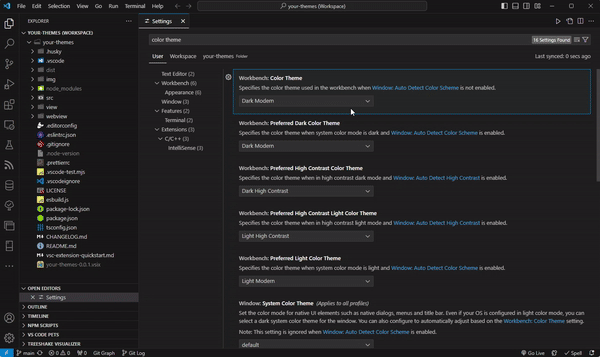 File Edit Selection View Go Run Terminal Help
your-themes (Workspace)
EXPLORER
YOUR-THEMES (WORKSPACE)
your-themes
.husky
.vscode
dist
img
node_modules
src
view
webview
.editorconfig
.eslintrc.json
.gitignore
.node-version
.prettierrc
.vscode-test.mjs
.vscodeignore
LICENSE
esbuild.js
package-lock.json
package.json
tsconfig.json
CHANGELOG.md
README.md
vsc-extension-quickstart.md
your-themes-0.0.1.vsix
OPEN EDITORS
Settings
OUTLINE
TIMELINE
NPM SCRIPTS
VS CODE PETS
TREESHAKE VISUALIZER
Settings
color theme
16 Settings Found
User Workspace your-themes Folder
Last synced: 0 secs ago
Text Editor (2)
Workbench (6)
Appearance (6)
Window (3)
Features (2)
Terminal (2)
Extensions (3)
C/C++ (3)
IntelliSense (3)
Workbench: Color Theme
Specifies the color theme used in the workbench when Window: Auto Detect Color Scheme is not enabled.
Dark Modern
Workbench: Preferred Dark Color Theme
Specifies the color theme when system color mode is dark and Window: Auto Detect Color Scheme is enabled.
Dark Modern
Workbench: Preferred High Contrast Color Theme
Specifies the color theme when in high contrast dark mode and Window: Auto Detect High Contrast is enabled.
Dark High Contrast
Workbench: Preferred High Contrast Light Color Theme
Specifies the color theme when in high contrast light mode and Window: Auto Detect High Contrast is enabled.
Light High Contrast
Workbench: Preferred Light Color Theme
Specifies the color theme when system color mode is light and Window: Auto Detect Color Scheme is enabled.
Light Modern
Window: System Color Theme (Applies to all profiles)
Set the color mode for native UI elements such as native dialogs, menus and title bar. Even if your OS is configured in light color mode, you can
select a dark system color theme for the window. You can also configure to automatically adjust based on the Workbench: Color Theme setting.
Note: This setting is ignored when Window: Auto Detect Color Scheme is enabled.
default
main 0 0 0 Git Graph Git Log Go Live Spell